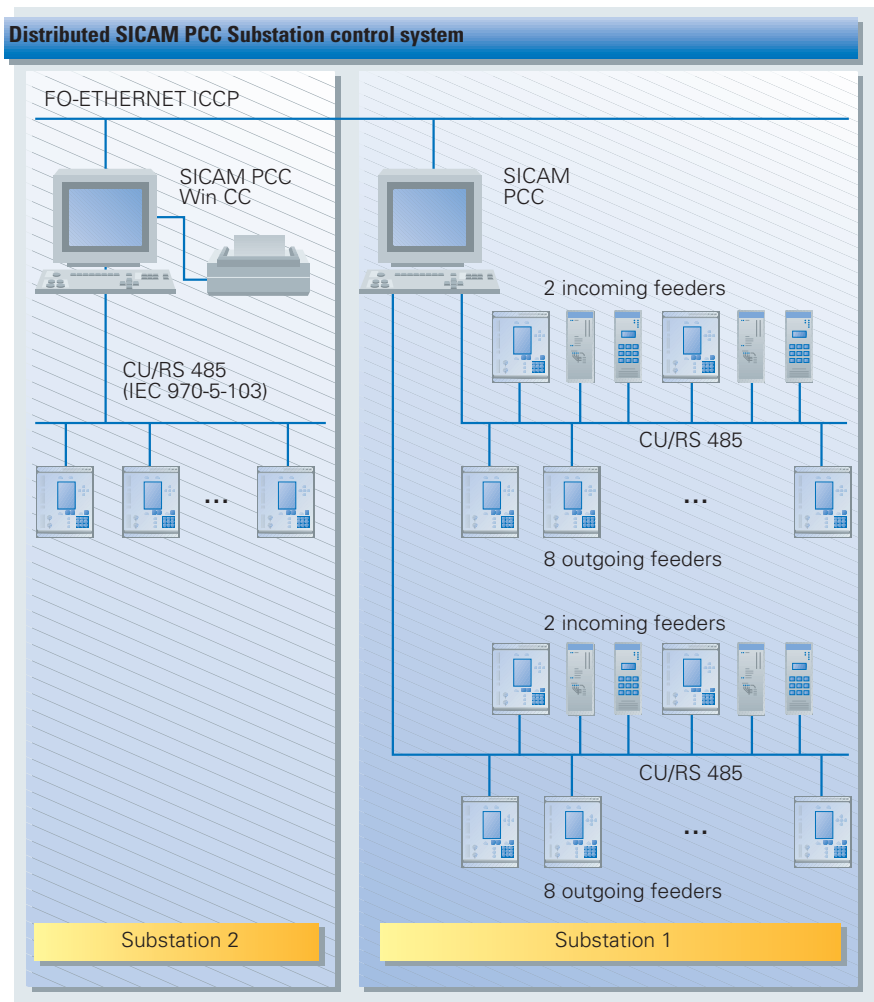 Distributed SICAM PCC Substation control system
FO-ETHERNET ICCP
SICAM PCC
Win CC
CU/RS 485
(IEC 970-5-103)
...
Substation 2
SICAM
PCC
2 incoming feeders
CU/RS 485
...
8 outgoing feeders
2 incoming feeders
CU/RS 485
...
8 outgoing feeders
Substation 1